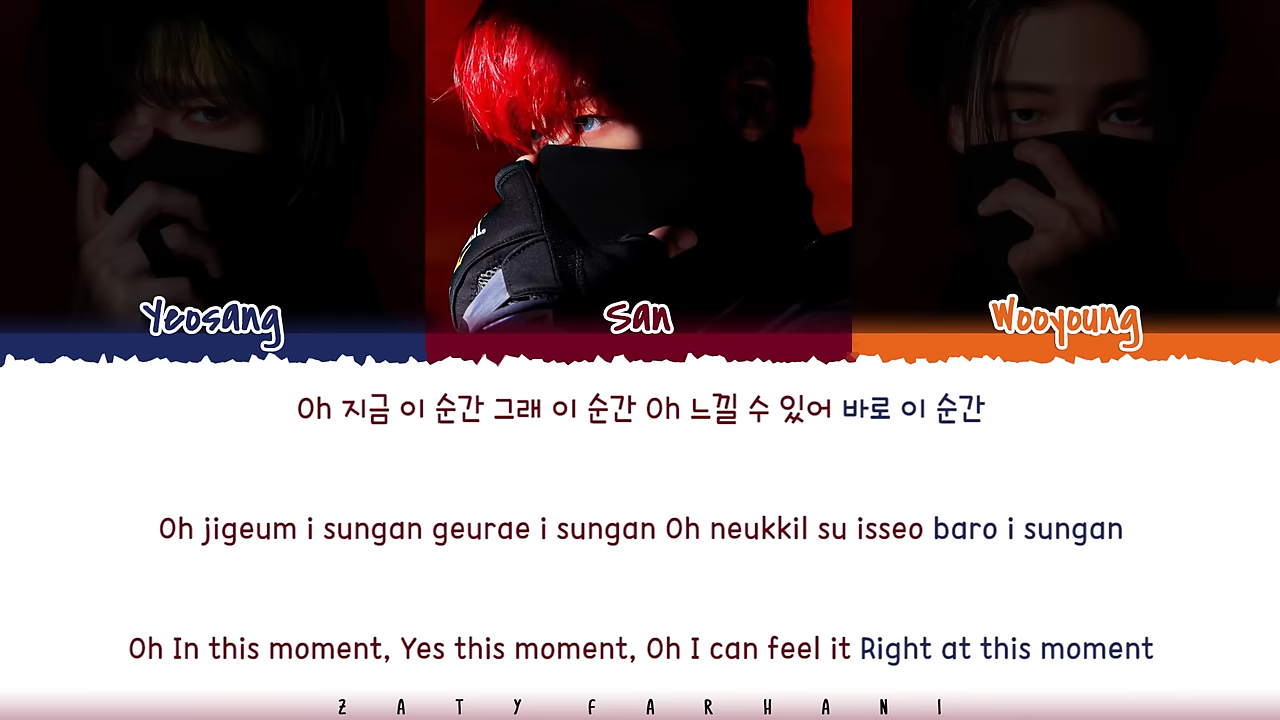 Yeosang
San
Wooyoung
Oh 지금 이 순간 그래 이 순간 Oh 느낄 수 있어 바로 이 순간
Oh jigeum i sungan geurae i sungan Oh neukkil su isseo baro i sungan
Oh In this moment, Yes this moment, Oh I can feel it Right at this moment
ZATY FARHANI